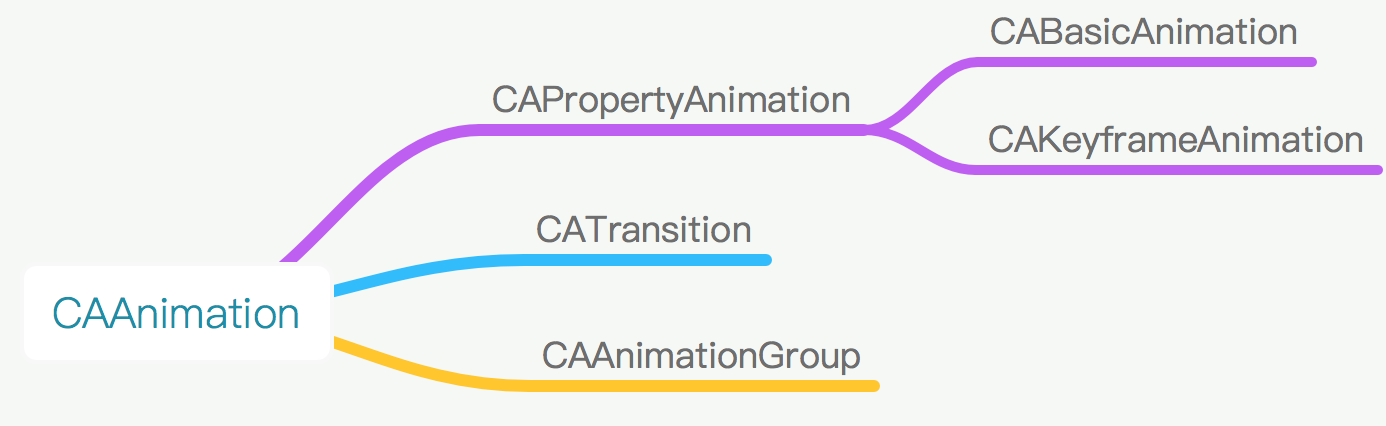 CABasicAnimation
CAPropertyAnimation
CAKeyframeAnimation
CATransition
CAAnimation
CAAnimationGroup